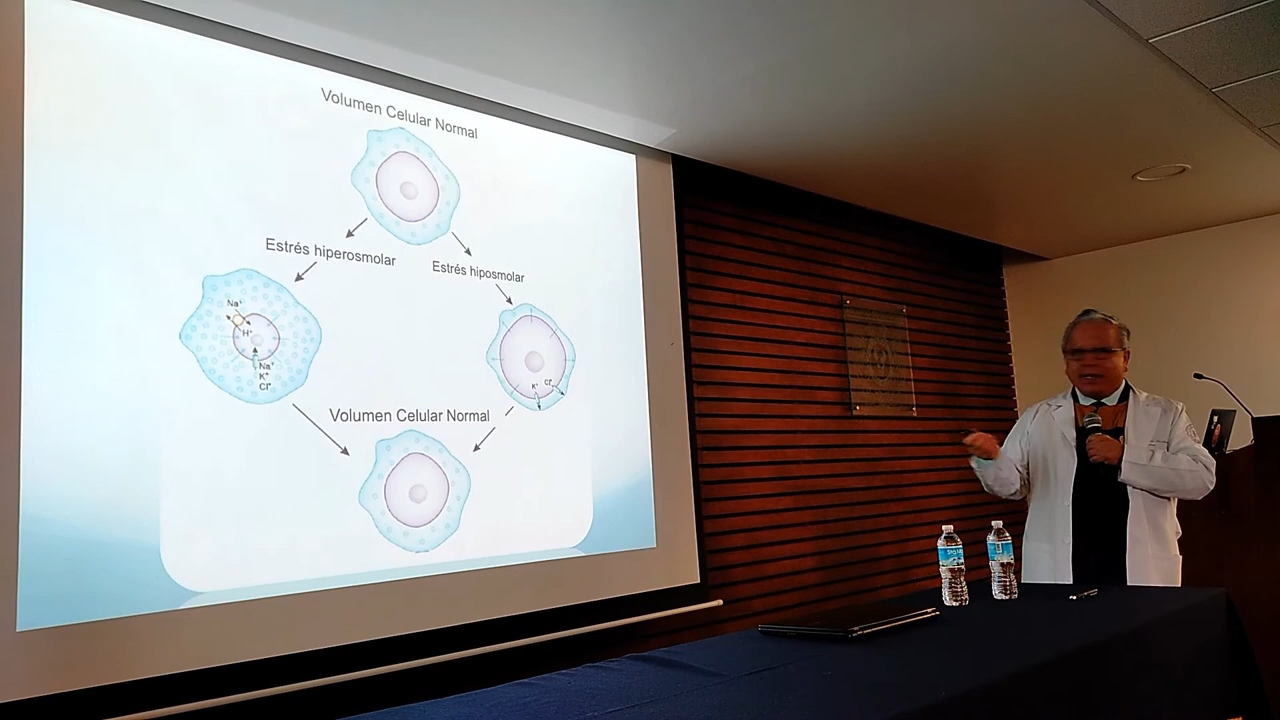 Volumen Celular Normal
Estrés hiperosmolar
Estrés hiposmolar
Na⁺
H⁺
Na⁺
K⁺
Cl⁻
K⁺
Cl⁻
Volumen Celular Normal